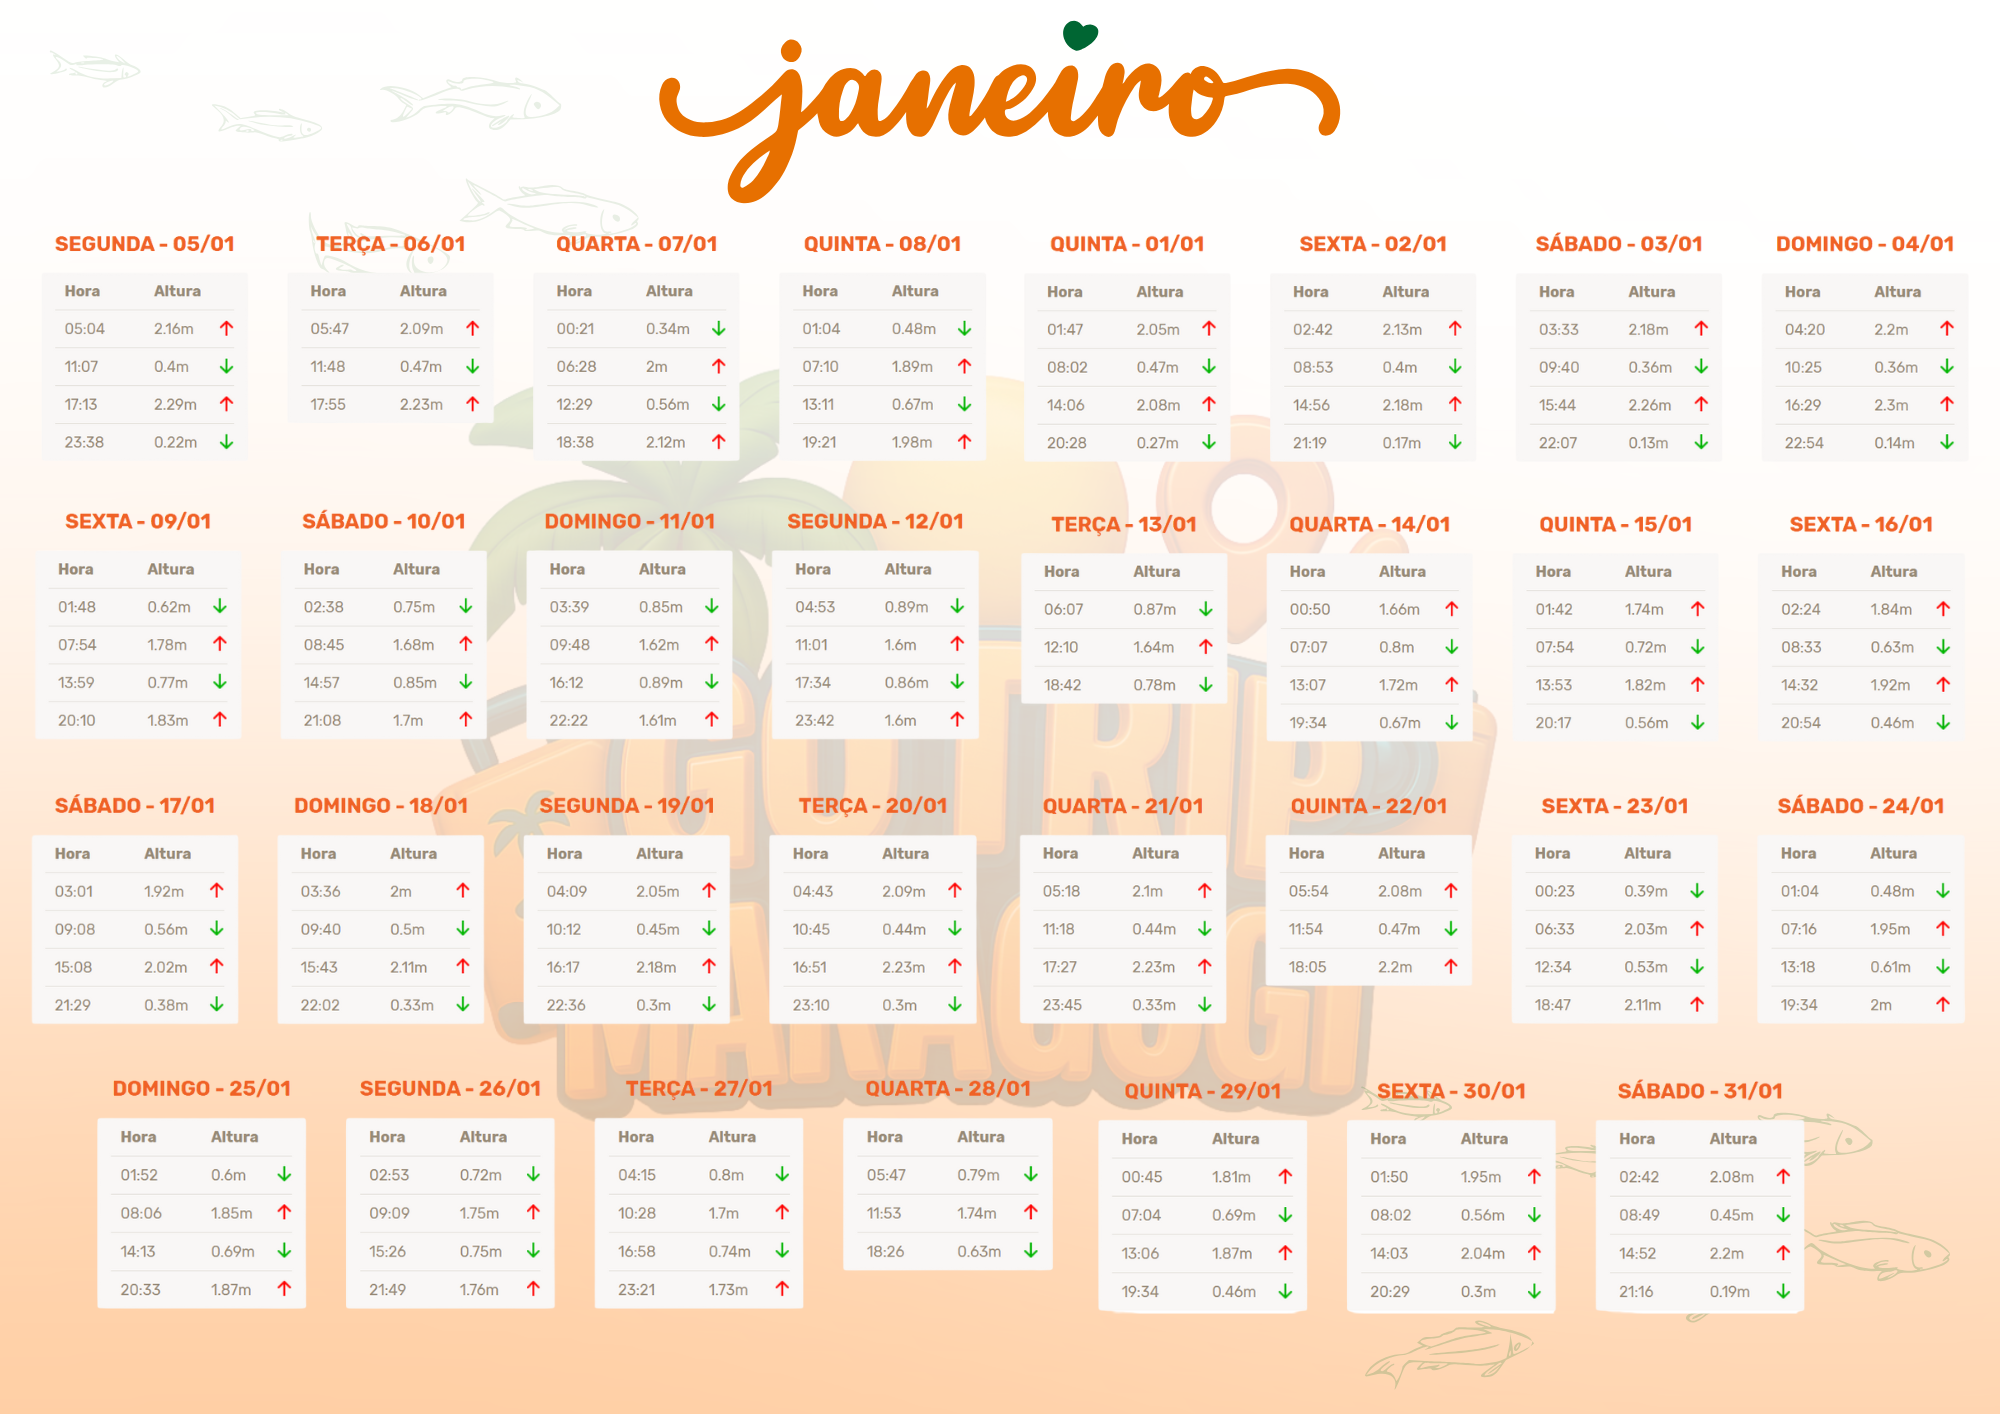 janeiro
SEGUNDA - 05/01
Hora Altura
05:04 2.16m ↑
11:07 0.4m ↓
17:13 2.29m ↑
23:38 0.22m ↓
TERÇA - 06/01
Hora Altura
05:47 2.09m ↑
11:48 0.47m ↓
17:55 2.23m ↑
QUARTA - 07/01
Hora Altura
00:21 0.34m ↓
06:28 2m ↑
12:29 0.56m ↓
18:38 2.12m ↑
QUINTA - 08/01
Hora Altura
01:04 0.48m ↓
07:10 1.89m ↑
13:11 0.67m ↓
19:21 1.98m ↑
QUINTA - 01/01
Hora Altura
01:47 2.05m ↑
08:02 0.47m ↓
14:06 2.08m ↑
20:28 0.27m ↓
SEXTA - 02/01
Hora Altura
02:42 2.13m ↑
08:53 0.4m ↓
14:56 2.18m ↑
21:19 0.17m ↓
SÁBADO - 03/01
Hora Altura
03:33 2.18m ↑
09:40 0.36m ↓
15:44 2.26m ↑
22:07 0.13m ↓
DOMINGO - 04/01
Hora Altura
04:20 2.2m ↑
10:25 0.36m ↓
16:29 2.3m ↑
22:54 0.14m ↓
SEXTA - 09/01
Hora Altura
01:48 0.62m ↓
07:54 1.78m ↑
13:59 0.77m ↓
20:10 1.83m ↑
SÁBADO - 10/01
Hora Altura
02:38 0.75m ↓
08:45 1.68m ↑
14:57 0.85m ↓
21:08 1.7m ↑
DOMINGO - 11/01
Hora Altura
03:39 0.85m ↓
09:48 1.62m ↑
16:12 0.89m ↓
22:22 1.61m ↑
SEGUNDA - 12/01
Hora Altura
04:53 0.89m ↓
11:01 1.6m ↑
17:34 0.86m ↓
23:42 1.6m ↑
TERÇA - 13/01
Hora Altura
06:07 0.87m ↓
12:10 1.64m ↑
18:42 0.78m ↓
QUARTA - 14/01
Hora Altura
00:50 1.66m ↑
07:07 0.8m ↓
13:07 1.72m ↑
19:34 0.67m ↓
QUINTA - 15/01
Hora Altura
01:42 1.74m ↑
07:54 0.72m ↓
13:53 1.82m ↑
20:17 0.56m ↓
SEXTA - 16/01
Hora Altura
02:24 1.84m ↑
08:33 0.63m ↓
14:32 1.92m ↑
20:54 0.46m ↓
SÁBADO - 17/01
Hora Altura
03:01 1.92m ↑
09:08 0.56m ↓
15:08 2.02m ↑
21:29 0.38m ↓
DOMINGO - 18/01
Hora Altura
03:36 2m ↑
09:40 0.5m ↓
15:43 2.11m ↑
22:02 0.33m ↓
SEGUNDA - 19/01
Hora Altura
04:09 2.05m ↑
10:12 0.45m ↓
16:17 2.18m ↑
22:36 0.3m ↓
TERÇA - 20/01
Hora Altura
04:43 2.09m ↑
10:45 0.44m ↓
16:51 2.23m ↑
23:10 0.3m ↓
QUARTA - 21/01
Hora Altura
05:18 2.1m ↑
11:18 0.44m ↓
17:27 2.23m ↑
23:45 0.33m ↓
QUINTA - 22/01
Hora Altura
05:54 2.08m ↑
11:54 0.47m ↓
18:05 2.2m ↑
SEXTA - 23/01
Hora Altura
00:23 0.39m ↓
06:33 2.03m ↑
12:34 0.53m ↓
18:47 2.11m ↑
SÁBADO - 24/01
Hora Altura
01:04 0.48m ↓
07:16 1.95m ↑
13:18 0.61m ↓
19:34 2m ↑
DOMINGO - 25/01
Hora Altura
01:52 0.6m ↓
08:06 1.85m ↑
14:13 0.69m ↓
20:33 1.87m ↑
SEGUNDA - 26/01
Hora Altura
02:53 0.72m ↓
09:09 1.75m ↑
15:26 0.75m ↓
21:49 1.76m ↑
TERÇA - 27/01
Hora Altura
04:15 0.8m ↓
10:28 1.7m ↑
16:58 0.74m ↓
23:21 1.73m ↑
QUARTA - 28/01
Hora Altura
05:47 0.79m ↓
11:53 1.74m ↑
18:26 0.63m ↓
QUINTA - 29/01
Hora Altura
00:45 1.81m ↑
07:04 0.69m ↓
13:06 1.87m ↑
19:34 0.46m ↓
SEXTA - 30/01
Hora Altura
01:50 1.95m ↑
08:02 0.56m ↓
14:03 2.04m ↑
20:29 0.3m ↓
SÁBADO - 31/01
Hora Altura
02:42 2.08m ↑
08:49 0.45m ↓
14:52 2.2m ↑
21:16 0.19m ↓
GOTRIP
MARAGOGI